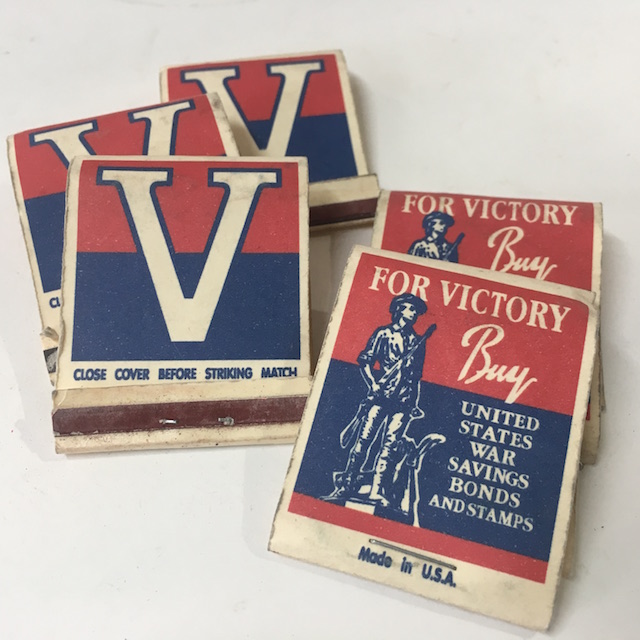 V
V
V
CLOSE COVER BEFORE STRIKING MATCH
FOR VICTORY
Buy
FOR VICTORY
Buy
UNITED
STATES
WAR
SAVINGS
BONDS
AND STAMPS
Made in U.S.A.